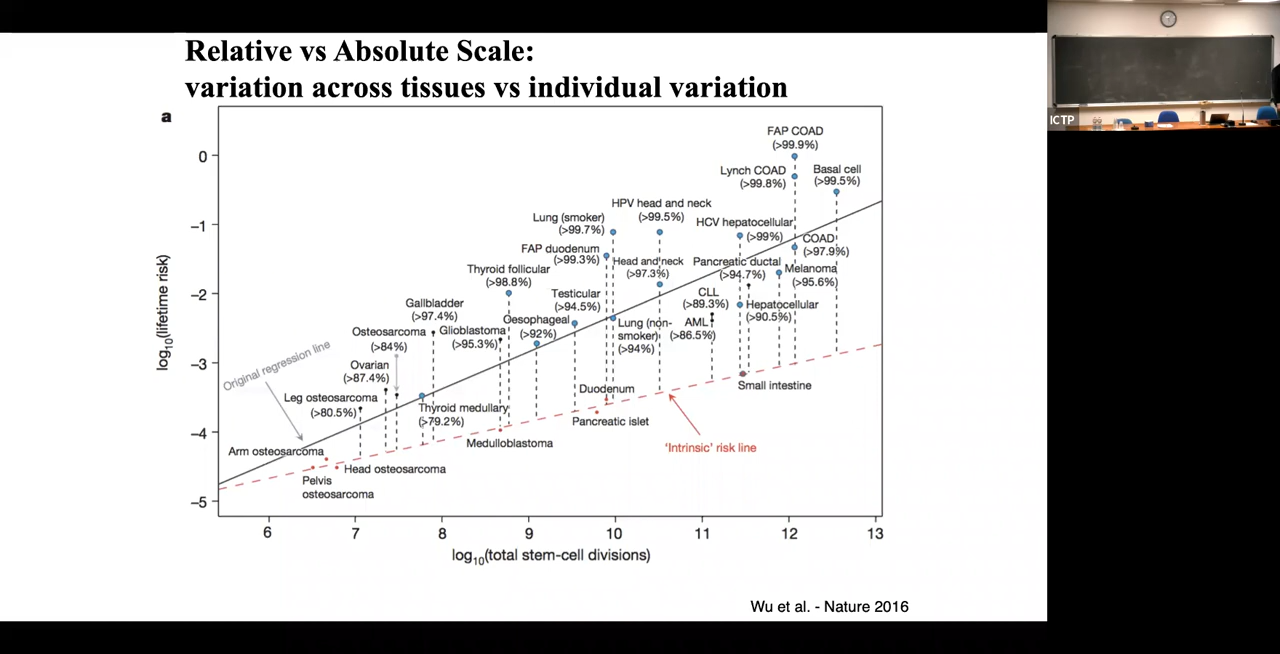 Relative vs Absolute Scale:
variation across tissues vs individual variation
ICTP
a
FAP COAD
(>99.9%)
Lynch COAD
(>99.8%)
Basal cell
(>99.5%)
HPV head and neck
(>99.5%)
Lung (smoker)
(>99.7%)
HCV hepatocellular
(>99%)
FAP duodenum
(>99.3%)
Head and neck
(>97.3%)
COAD
(>97.9%)
Pancreatic ductal
(>94.7%)
Melanoma
(>95.6%)
Thyroid follicular
(>98.8%)
Testicular
(>94.5%)
CLL
(>89.3%)
Hepatocellular
(>90.5%)
Gallbladder
(>97.4%)
Oesophageal
(>92%)
Lung (non-
smoker)
(>94%)
AML
(>86.5%)
Osteosarcoma
(>84%)
Glioblastoma
(>95.3%)
Ovarian
(>87.4%)
Original regression line
Leg osteosarcoma
(>80.5%)
Thyroid medullary
(>79.2%)
Duodenum
Small intestine
Pancreatic islet
Medulloblastoma
'Intrinsic' risk line
Arm osteosarcoma
Head osteosarcoma
Pelvis
osteosarcoma
log10(lifetime risk)
0
–1
–2
–3
–4
–5
6 7 8 9 10 11 12 13
log10(total stem-cell divisions)
Wu et al. - Nature 2016